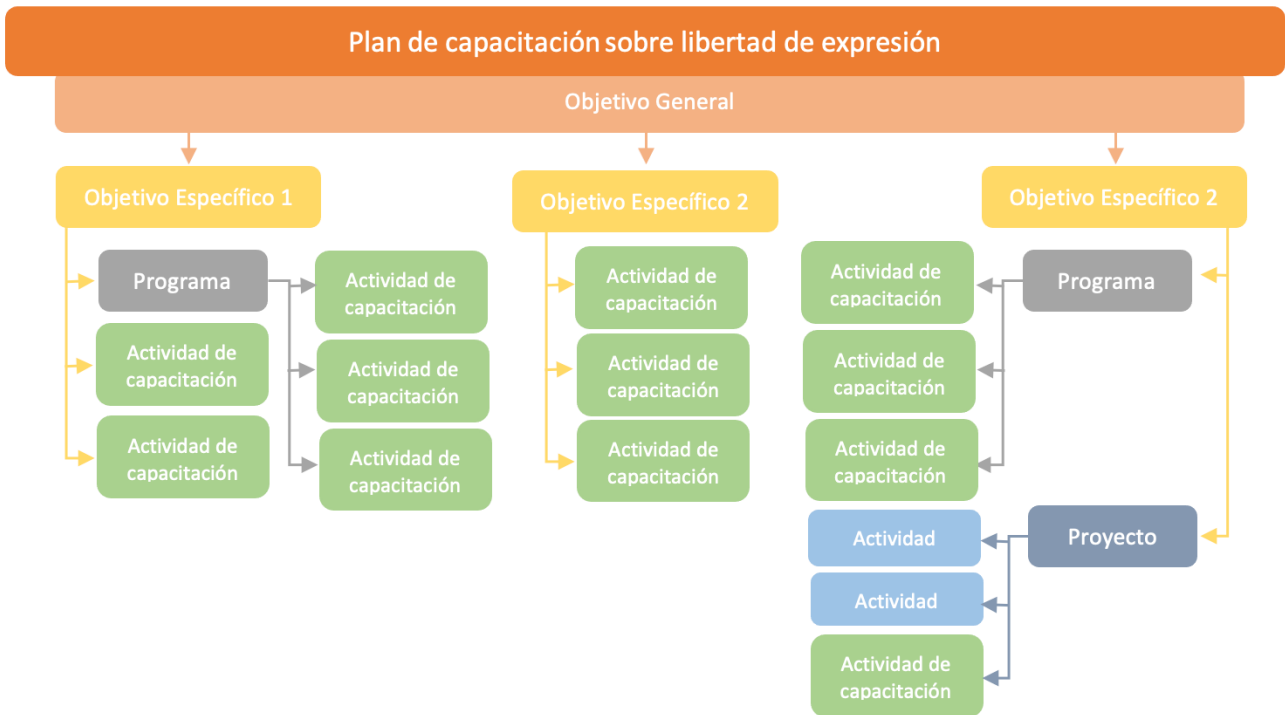 Plan de capacitación sobre libertad de expresión
Objetivo General
Objetivo Específico 1
Programa
Actividad de
capacitación
Actividad de
capacitación
Actividad de
capacitación
Actividad de
capacitación
Actividad de
capacitación
Objetivo Específico 2
Actividad de
capacitación
Actividad de
capacitación
Actividad de
capacitación
Objetivo Específico 2
Programa
Actividad de
capacitación
Actividad de
capacitación
Actividad de
capacitación
Proyecto
Actividad
Actividad
Actividad de
capacitación